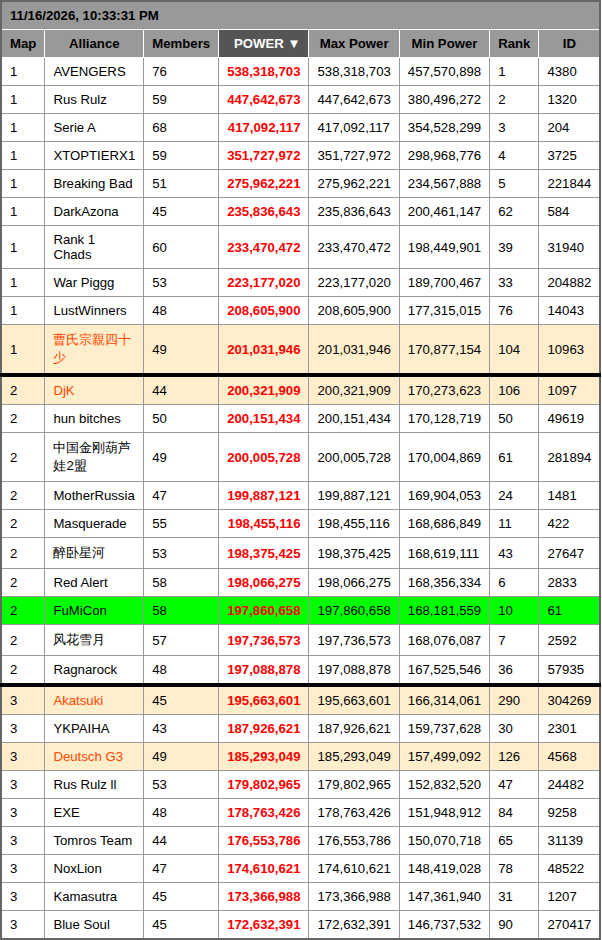 11/16/2026, 10:33:31 PM
Map Alliance Members POWER ▼ Max Power Min Power Rank ID
1 AVENGERS 76 538,318,703 538,318,703 457,570,898 1 4380
1 Rus Rulz 59 447,642,673 447,642,673 380,496,272 2 1320
1 Serie A 68 417,092,117 417,092,117 354,528,299 3 204
1 XTOPTIERX1 59 351,727,972 351,727,972 298,968,776 4 3725
1 Breaking Bad 51 275,962,221 275,962,221 234,567,888 5 221844
1 DarkAzona 45 235,836,643 235,836,643 200,461,147 62 584
1 Rank 1 Chads 60 233,470,472 233,470,472 198,449,901 39 31940
1 War Piggg 53 223,177,020 223,177,020 189,700,467 33 204882
1 LustWinners 48 208,605,900 208,605,900 177,315,015 76 14043
1 曹氏宗親四十少 49 201,031,946 201,031,946 170,877,154 104 10963
2 DjK 44 200,321,909 200,321,909 170,273,623 106 1097
2 hun bitches 50 200,151,434 200,151,434 170,128,719 50 49619
2 中国金刚葫芦娃2盟 49 200,005,728 200,005,728 170,004,869 61 281894
2 MotherRussia 47 199,887,121 199,887,121 169,904,053 24 1481
2 Masquerade 55 198,455,116 198,455,116 168,686,849 11 422
2 醉卧星河 53 198,375,425 198,375,425 168,619,111 43 27647
2 Red Alert 58 198,066,275 198,066,275 168,356,334 6 2833
2 FuMiCon 58 197,860,658 197,860,658 168,181,559 10 61
2 风花雪月 57 197,736,573 197,736,573 168,076,087 7 2592
2 Ragnarock 48 197,088,878 197,088,878 167,525,546 36 57935
3 Akatsuki 45 195,663,601 195,663,601 166,314,061 290 304269
3 YKPAIHA 43 187,926,621 187,926,621 159,737,628 30 2301
3 Deutsch G3 49 185,293,049 185,293,049 157,499,092 126 4568
3 Rus Rulz ll 53 179,802,965 179,802,965 152,832,520 47 24482
3 EXE 48 178,763,426 178,763,426 151,948,912 84 9258
3 Tomros Team 44 176,553,786 176,553,786 150,070,718 65 31139
3 NoxLion 47 174,610,621 174,610,621 148,419,028 78 48522
3 Kamasutra 45 173,366,988 173,366,988 147,361,940 31 1207
3 Blue Soul 45 172,632,391 172,632,391 146,737,532 90 270417